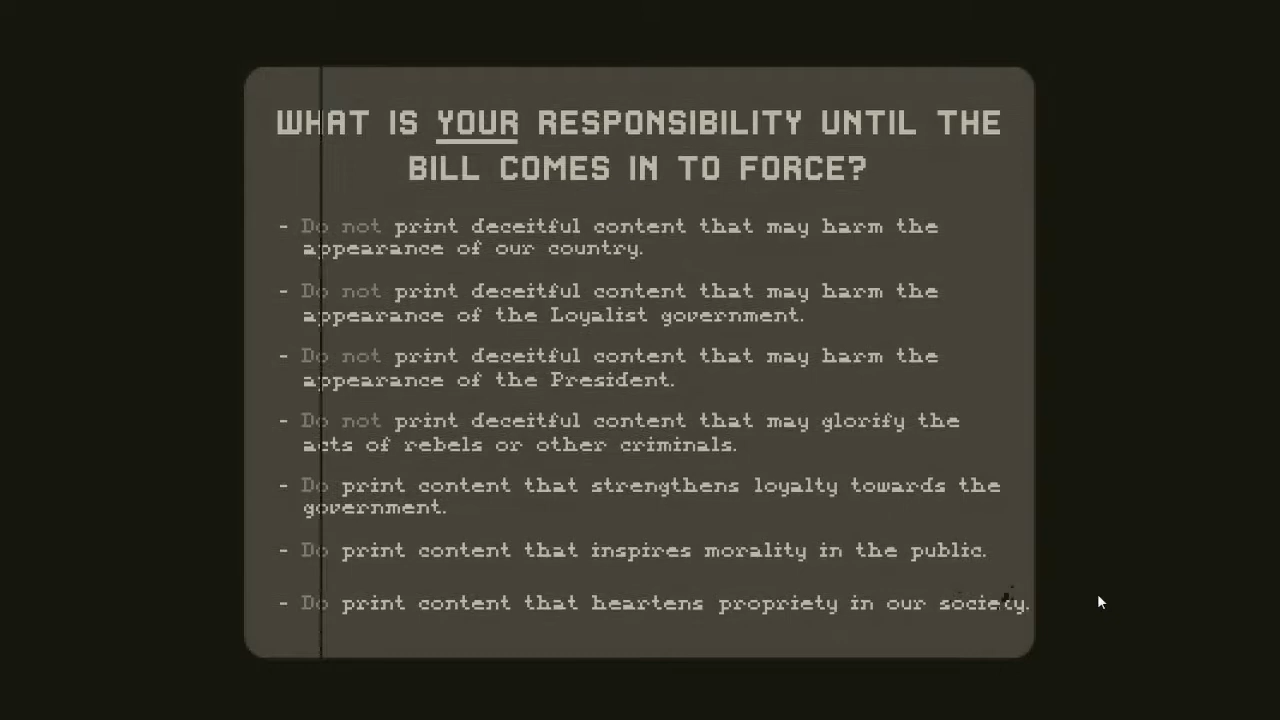 WHAT IS YOUR RESPONSIBILITY UNTIL THE
BILL COMES IN TO FORCE?
- Do not print deceitful content that may harm the
appearance of our country.
- Do not print deceitful content that may harm the
appearance of the Loyalist government.
- Do not print deceitful content that may harm the
appearance of the President.
- Do not print deceitful content that may glorify the
acts of rebels or other criminals.
- Do print content that strengthens loyalty towards the
government.
- Do print content that inspires morality in the public.
- Do print content that heartens propriety in our society.